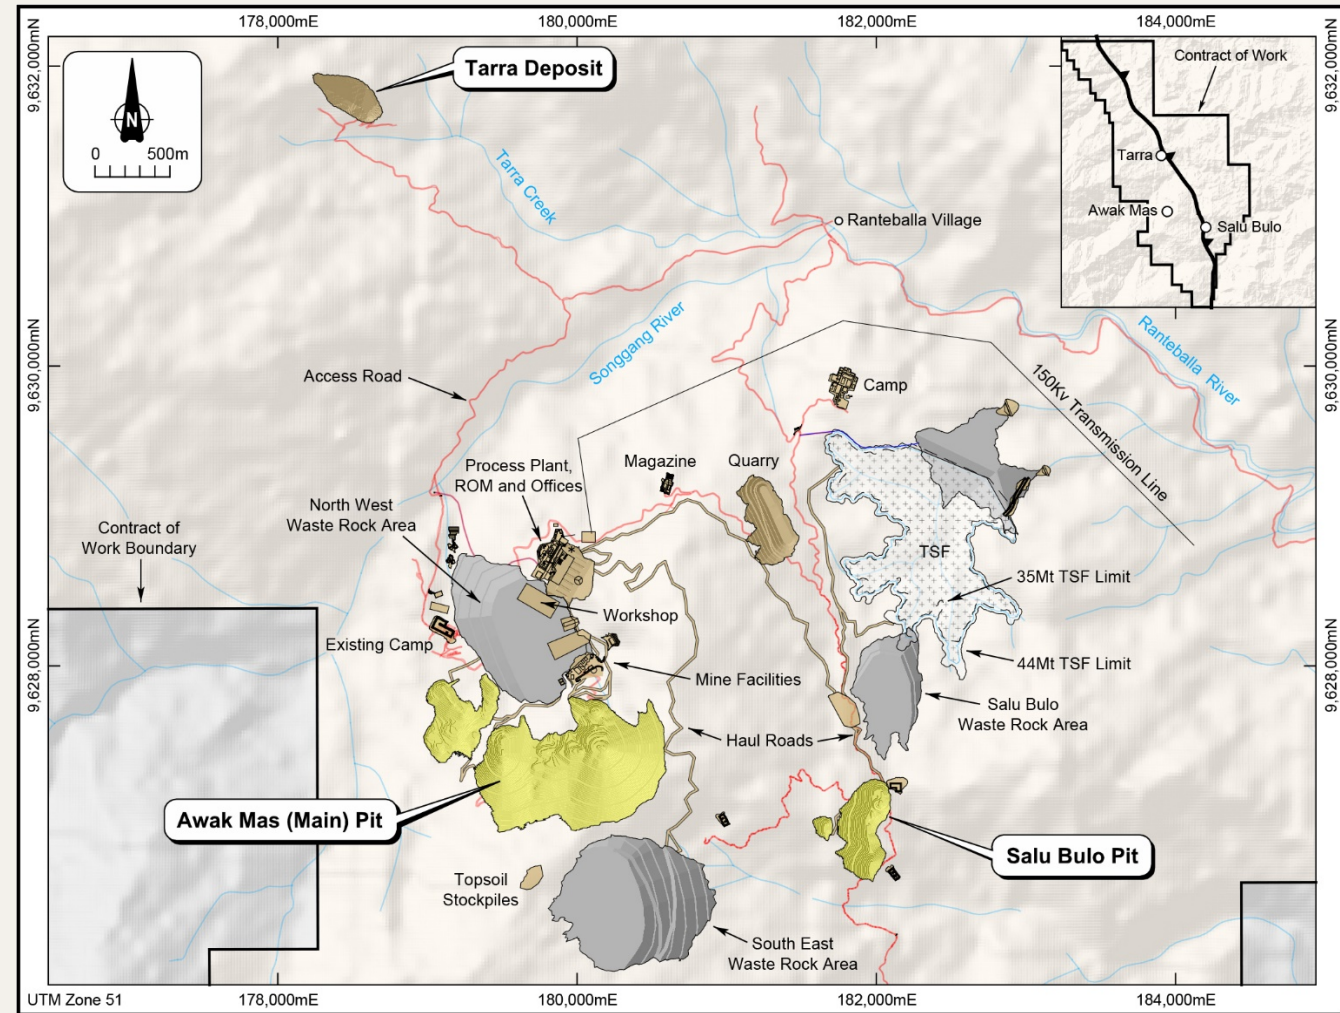 178,000mE
180,000mE
182,000mE
184,000mE
9,632,000mN
9,632,000mN
N
0 500m
Tarra Deposit
Contract of Work
Tarra
Awak Mas
Salu Bulo
Tarra Creek
Ranteballa Village
Songgang River
Ranteballa River
9,630,000mN
9,630,000mN
Access Road
Camp
150Kv Transmission Line
Magazine
Quarry
Process Plant,
ROM and Offices
North West
Waste Rock Area
Contract of
Work Boundary
TSF
35Mt TSF Limit
Workshop
Existing Camp
44Mt TSF Limit
9,628,000mN
9,628,000mN
Mine Facilities
Salu Bulo
Waste Rock Area
Haul Roads
Awak Mas (Main) Pit
Salu Bulo Pit
Topsoil
Stockpiles
South East
Waste Rock Area
UTM Zone 51
178,000mE
180,000mE
182,000mE
184,000mE